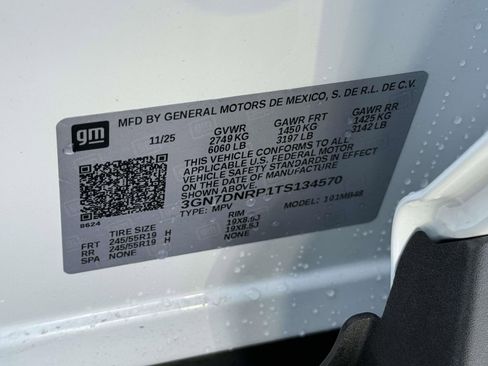 gm
MFD BY GENERAL MOTORS DE MEXICO, S. DE R.L. DE C.V.
11/25 GVWR GAWR FRT GAWR RR
2749 KG 1450 KG 1425 KG
6060 LB 3197 LB 3142 LB
THIS VEHICLE CONFORMS TO ALL
APPLICABLE U.S. FEDERAL MOTOR
VEHICLE SAFETY STANDARDS IN EFFECT
ON THE DATE OF MANUFACTURE
SHOWN ABOVE.
3GN7DNRP1TS134570
TYPE: MPV MODEL: 101MB48
8624
TIRE SIZE RIM
FRT 245/55R19 H 19X8.5J
RR 245/55R19 H 19X8.5J
SPA NONE NONE